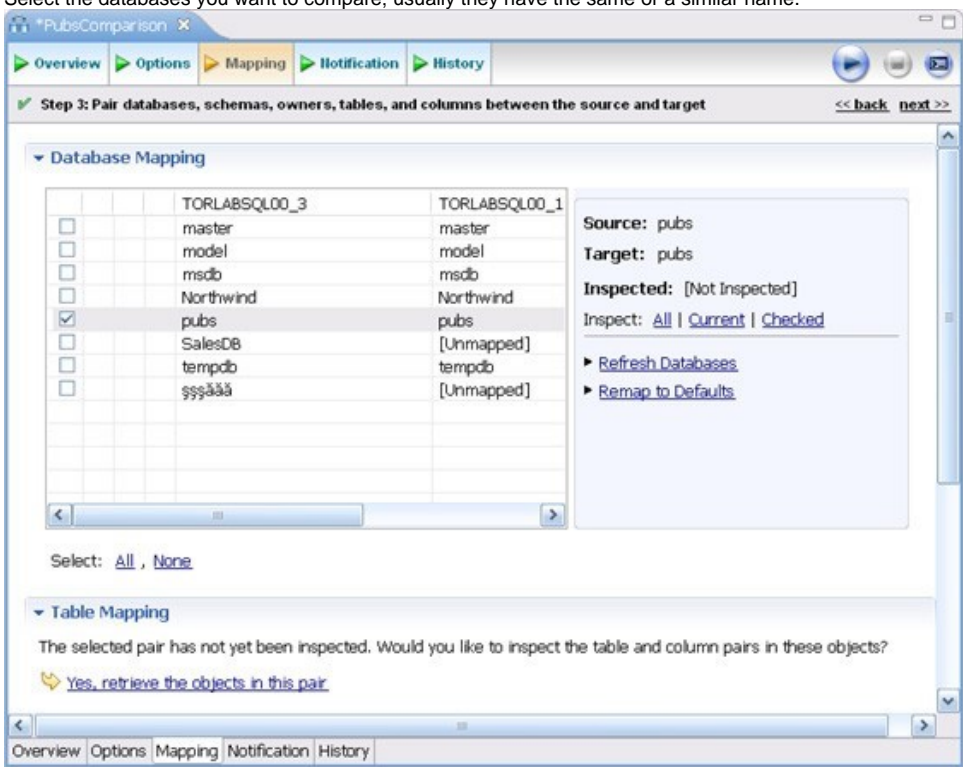 Select the databases you want to compare, usually they have the same or a similar name.
*PubsComparison
Overview Options Mapping Notification History
Step 3: Pair databases, schemas, owners, tables, and columns between the source and target << back next >>
Database Mapping
TORLABSQL00_3 TORLABSQL00_1
master master
model model
msdb msdb
Northwind Northwind
pubs pubs
SalesDB [Unmapped]
tempdb tempdb
şşşăăă [Unmapped]
Source: pubs
Target: pubs
Inspected: [Not Inspected]
Inspect: All | Current | Checked
Refresh Databases
Remap to Defaults
Select: All , None
Table Mapping
The selected pair has not yet been inspected. Would you like to inspect the table and column pairs in these objects?
Yes, retrieve the objects in this pair
Overview Options Mapping Notification History